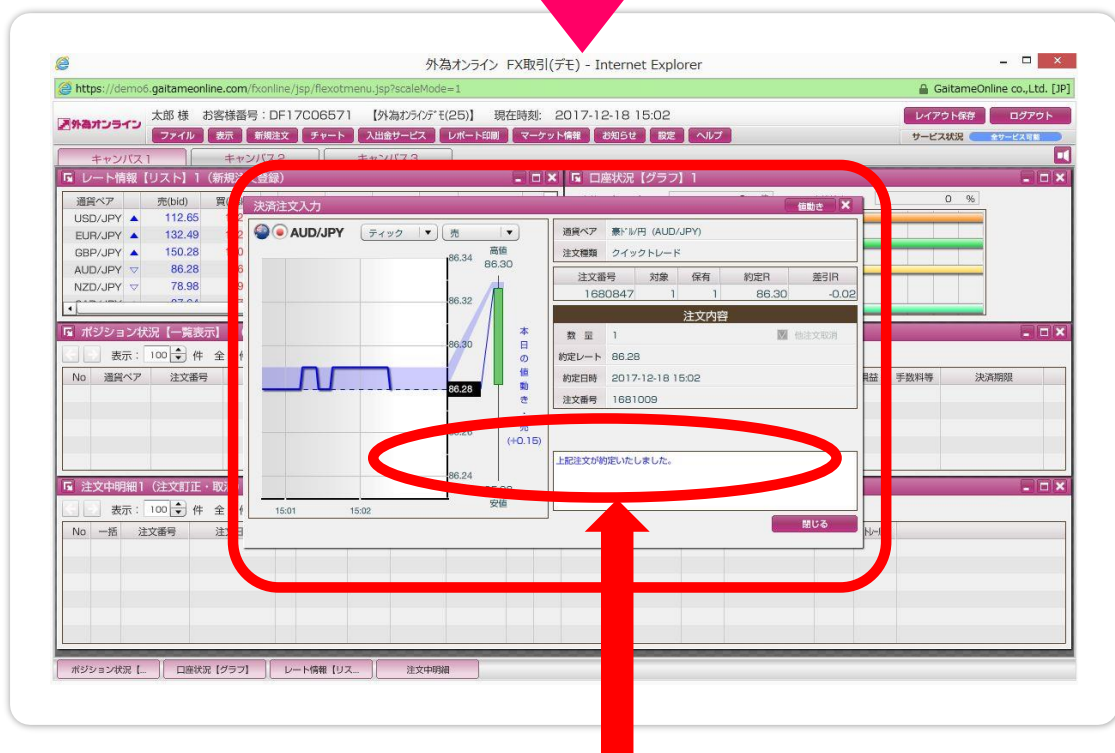 外為オンライン FX取引(デモ) - Internet Explorer
https://demo6.gaitameonline.com/fxonline/jsp/flexotmenu.jsp?scaleMode=1
GaitameOnline co.,Ltd. [JP]
外為オンライン
太郎 様 お客様番号：DF17C06571 【外為オンラインデモ(25)】 現在時刻: 2017-12-18 15:02
レイアウト保存 ログアウト
ファイル 表示 新規注文 チャート 入出金サービス レポート印刷 マーケット情報 お知らせ 設定 ヘルプ
サービス状況 全サービス可能
キャンバス1 キャンバス2 キャンバス3
レート情報【リスト】1（新規注文登録）
口座状況【グラフ】1
通貨ペア 売(bid)
0 %
USD/JPY ▲ 112.65
EUR/JPY ▲ 132.49
GBP/JPY ▲ 150.28
AUD/JPY ▽ 86.28
NZD/JPY ▽ 78.98
決済注文入力
値動き
AUD/JPY ティック 売
高値
86.30
86.34
86.32
86.30
86.28
86.24
本日の値動き・売
(+0.15)
安値
15:01 15:02
通貨ペア 豪ドル/円 (AUD/JPY)
注文種類 クイックトレード
注文番号 対象 保有 約定R 差引R
1680847 1 1 86.30 -0.02
注文内容
数 量 1 他注文取消
約定レート 86.28
約定日時 2017-12-18 15:02
注文番号 1681009
上記注文が約定いたしました。
閉じる
ポジション状況【一覧表示】
表示： 100 件 全
No 通貨ペア 注文番号
手数料等 決済期限
注文中明細1（注文訂正・取
表示： 100 件 全
No 一括 注文番号
ポジション状況【... 口座状況【グラフ】 レート情報【リス... 注文中明細